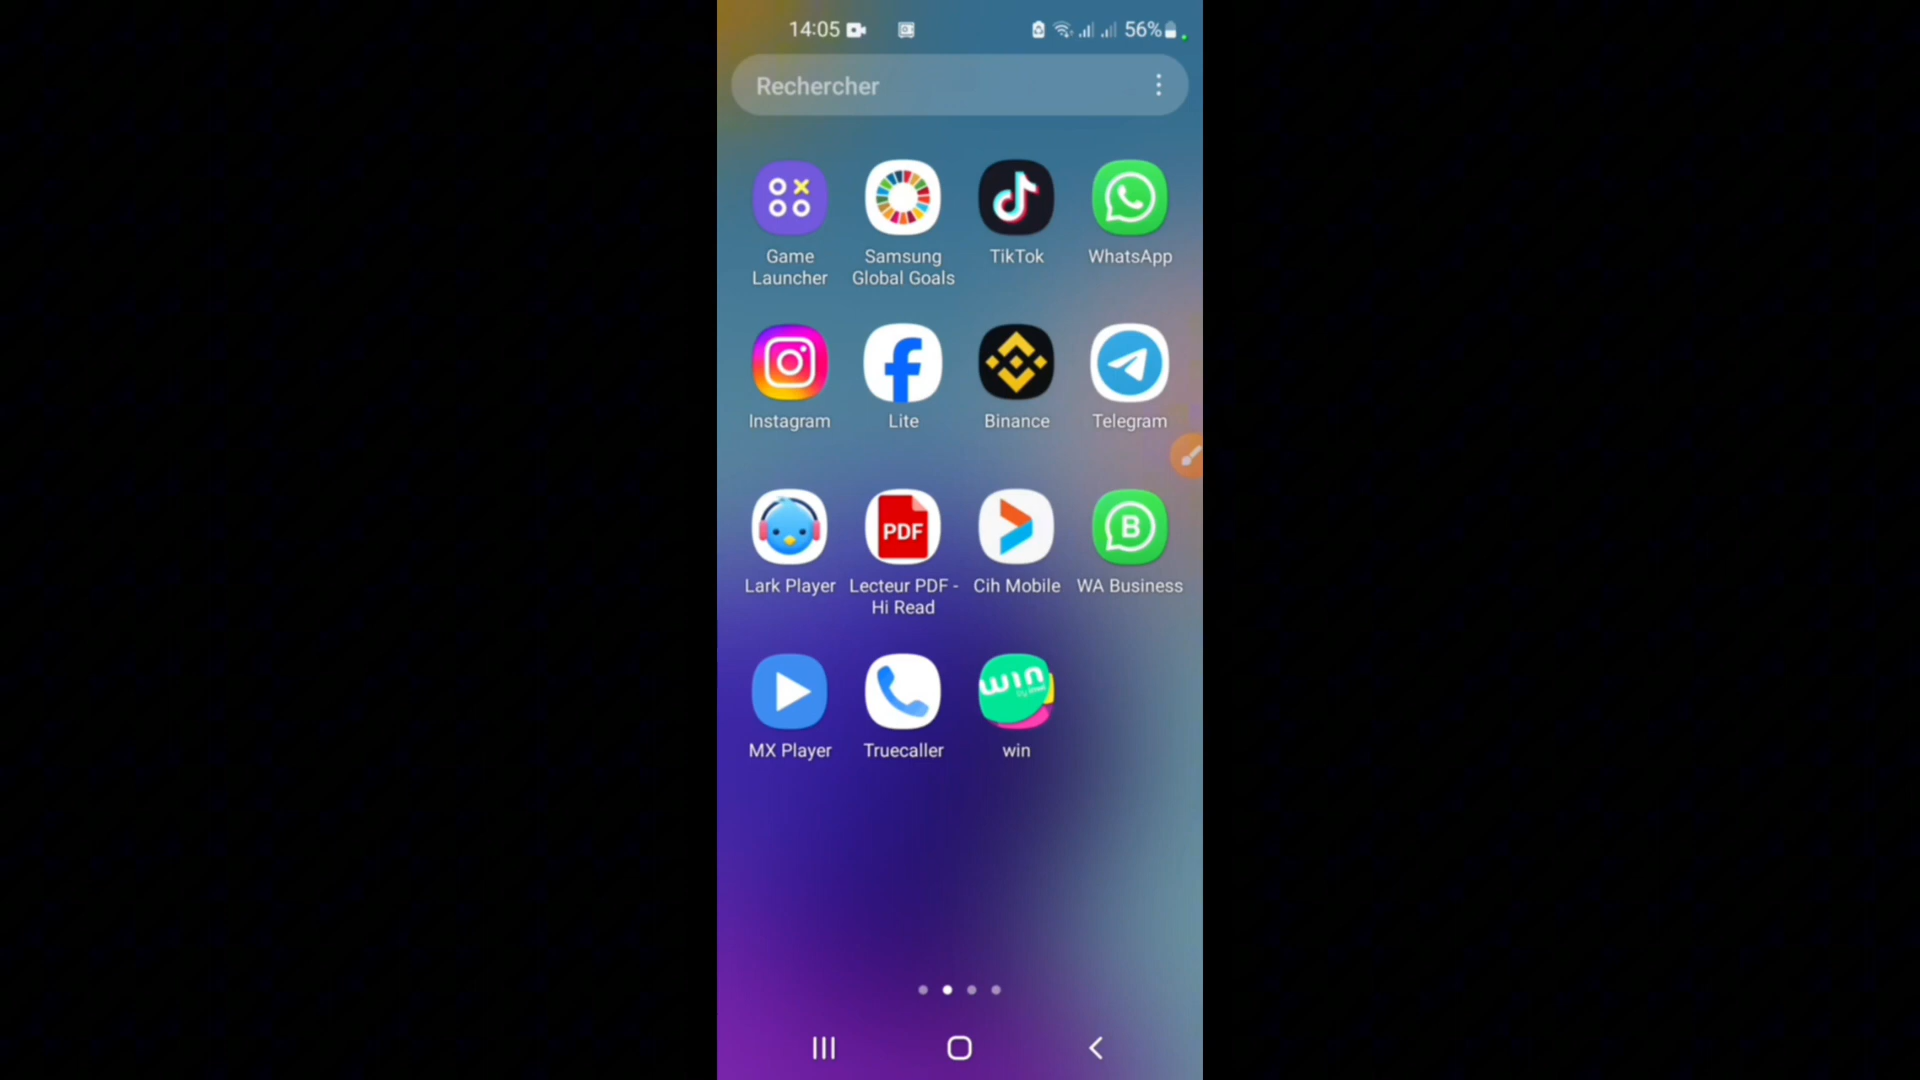 14:05
56%
Rechercher
Game Launcher
Samsung Global Goals
TikTok
WhatsApp
Instagram
Lite
Binance
Telegram
PDF
B
Lark Player
Lecteur PDF -
Hi Read
Cih Mobile
WA Business
win
MX Player
Truecaller
win